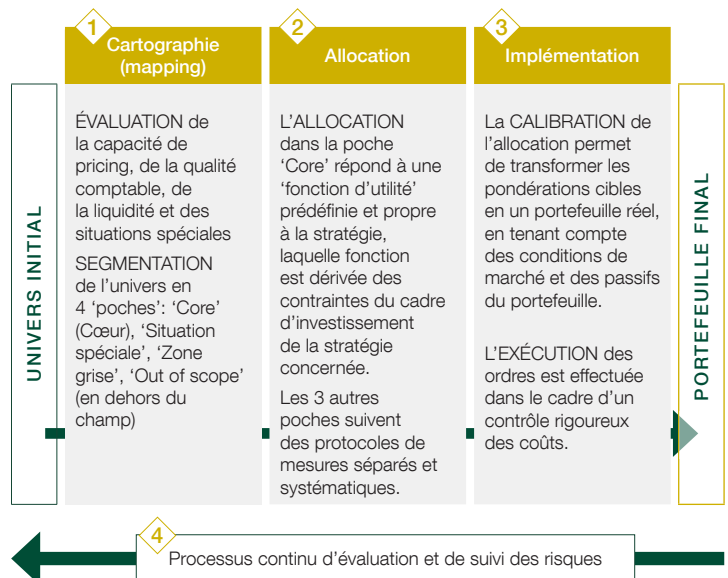 UNIVERS INITIAL
1
Cartographie
(mapping)
ÉVALUATION de
la capacité de
pricing, de la qualité
comptable, de
la liquidité et des
situations spéciales
SEGMENTATION
de l’univers en
4 ‘poches’: ‘Core’
(Cœur), ‘Situation
spéciale’, ‘Zone
grise’, ‘Out of scope’
(en dehors du
champ)
2
Allocation
L’ALLOCATION
dans la poche
‘Core’ répond à une
‘fonction d’utilité’
prédéfinie et propre
à la stratégie,
laquelle fonction
est dérivée des
contraintes du cadre
d’investissement
de la stratégie
concernée.
Les 3 autres
poches suivent
des protocoles de
mesures séparés et
systématiques.
3
Implémentation
La CALIBRATION de
l’allocation permet
de transformer les
pondérations cibles
en un portefeuille réel,
en tenant compte
des conditions de
marché et des passifs
du portefeuille.
L’EXÉCUTION des
ordres est effectuée
dans le cadre d’un
contrôle rigoureux
des coûts.
PORTEFEUILLE FINAL
4
Processus continu d’évaluation et de suivi des risques